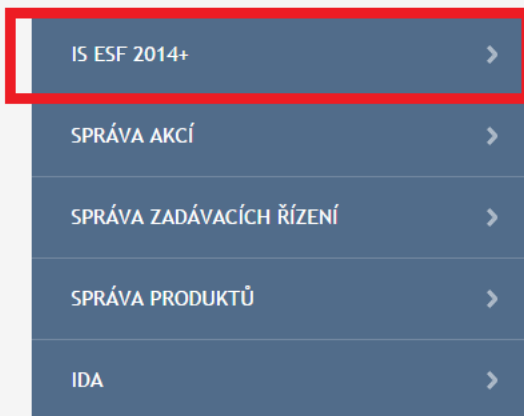 IS ESF 2014+
SPRÁVA AKCÍ
SPRÁVA ZADÁVACÍCH ŘÍZENÍ
SPRÁVA PRODUKTŮ
IDA